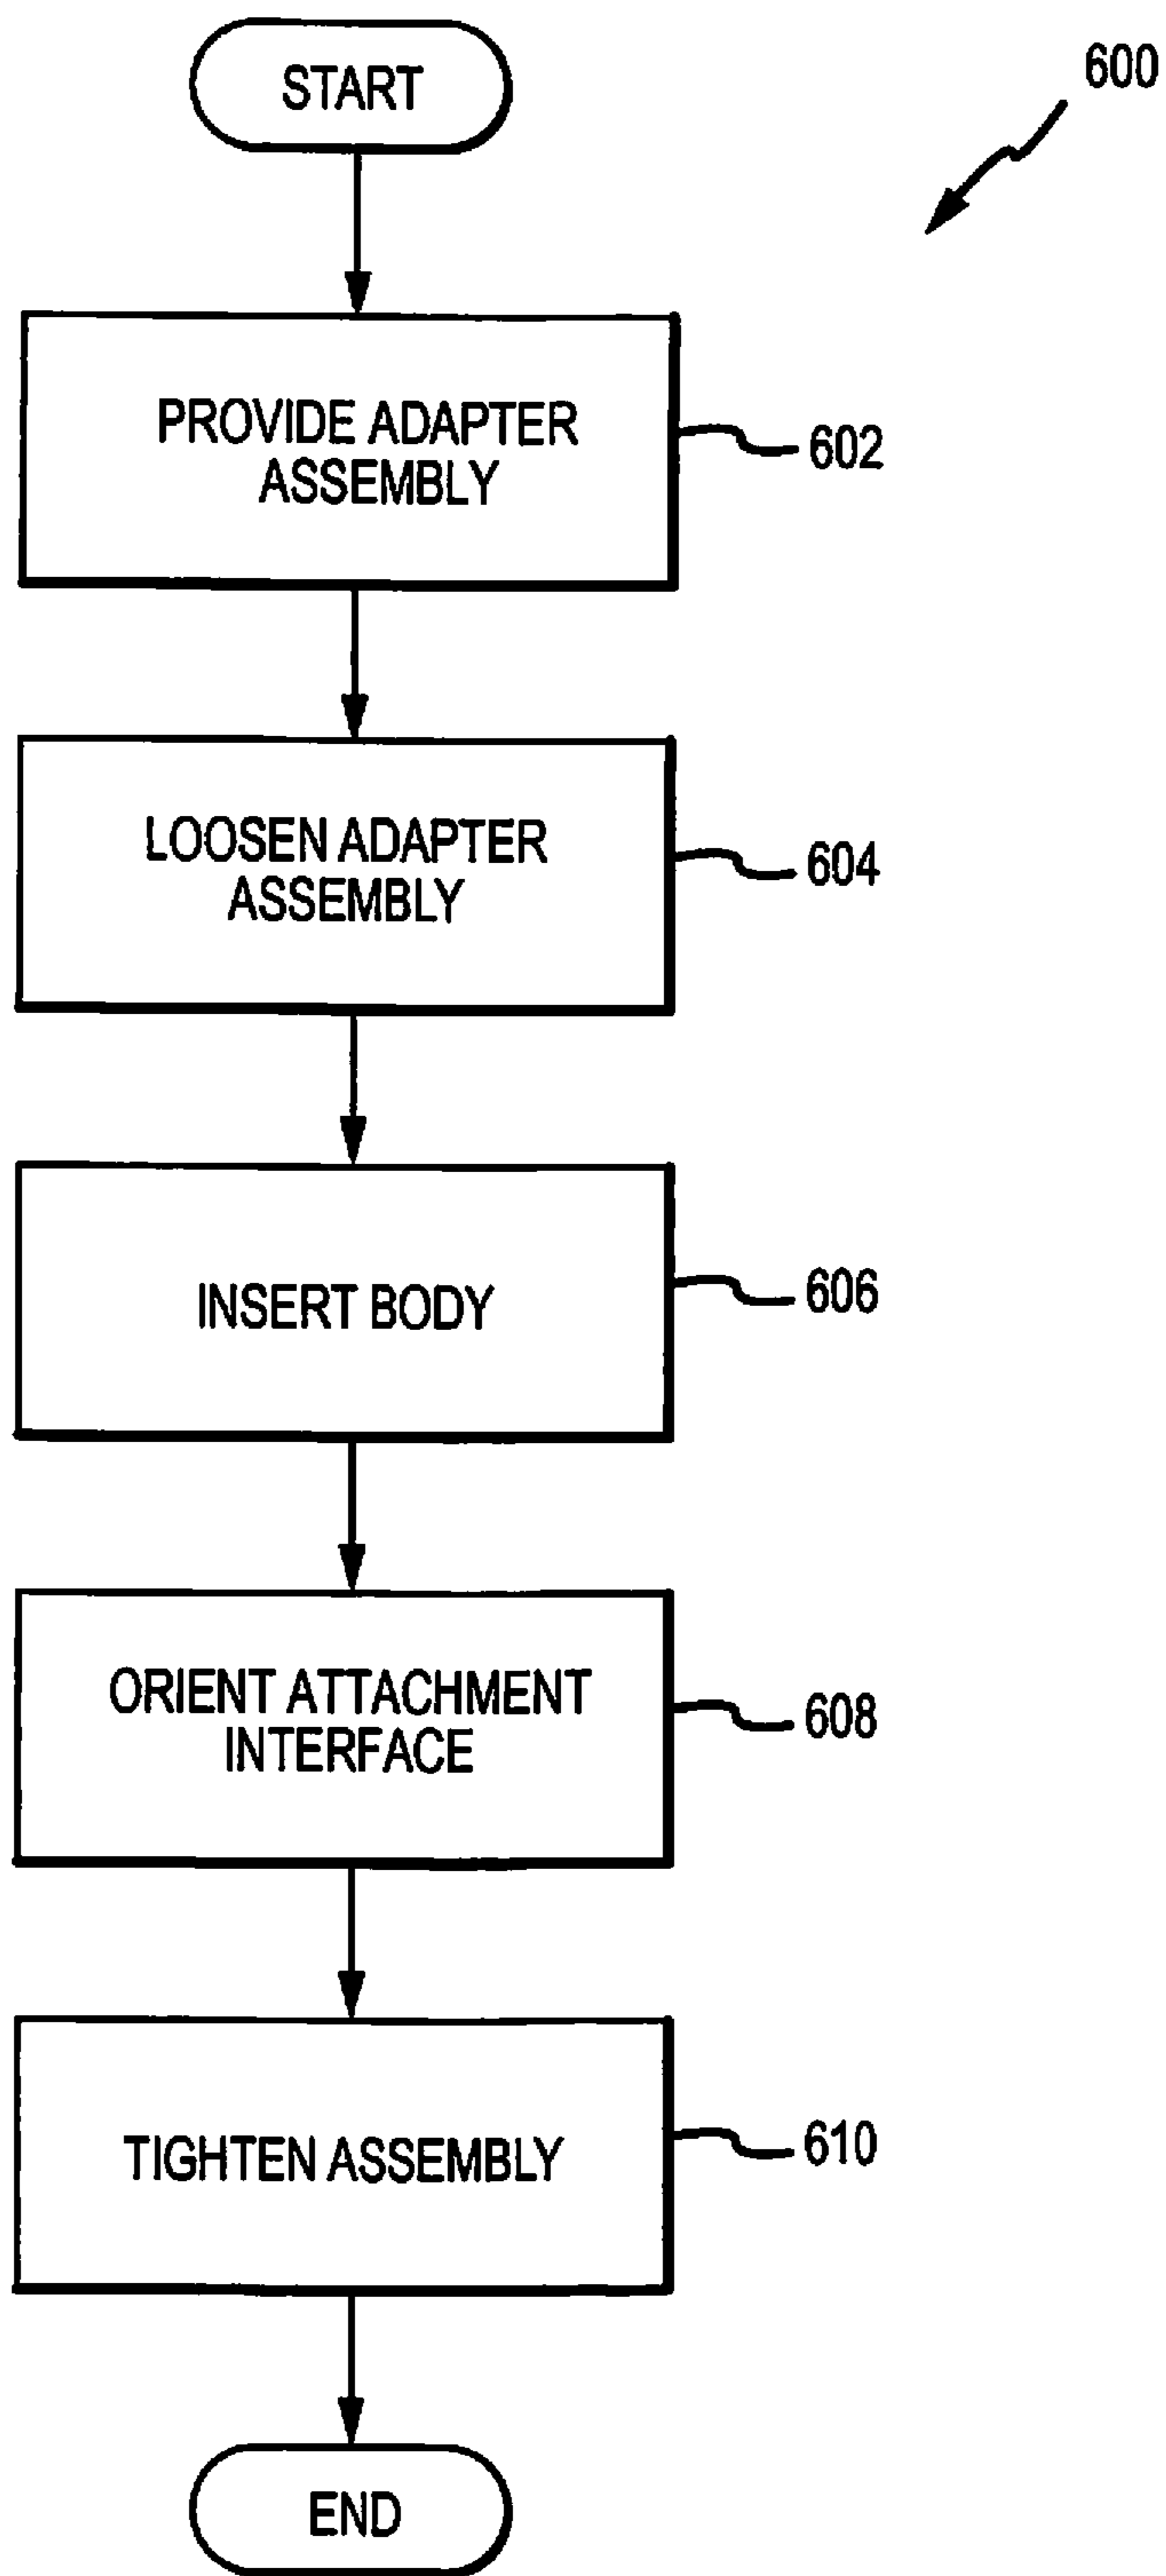 START
600
PROVIDE ADAPTER
ASSEMBLY
602
LOOSEN ADAPTER
ASSEMBLY
604
INSERT BODY
606
ORIENT ATTACHMENT
INTERFACE
608
TIGHTEN ASSEMBLY
610
END